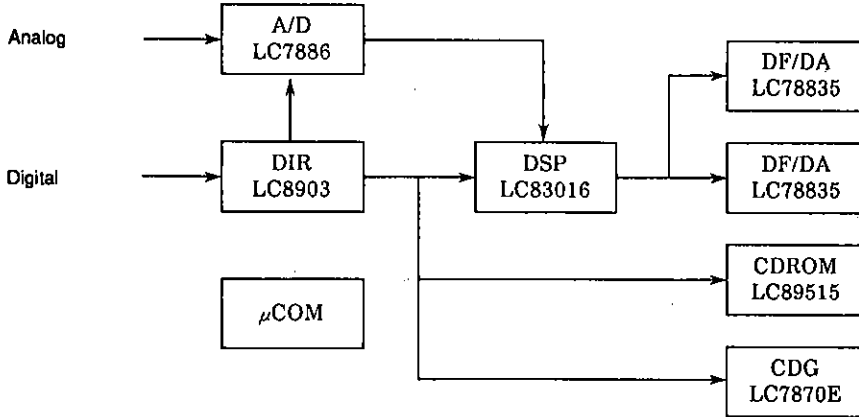 Analog
A/D
LC7886
DF/DA
LC78835
Digital
DIR
LC8903
DSP
LC83016
DF/DA
LC78835
μCOM
CDROM
LC89515
CDG
LC7870E